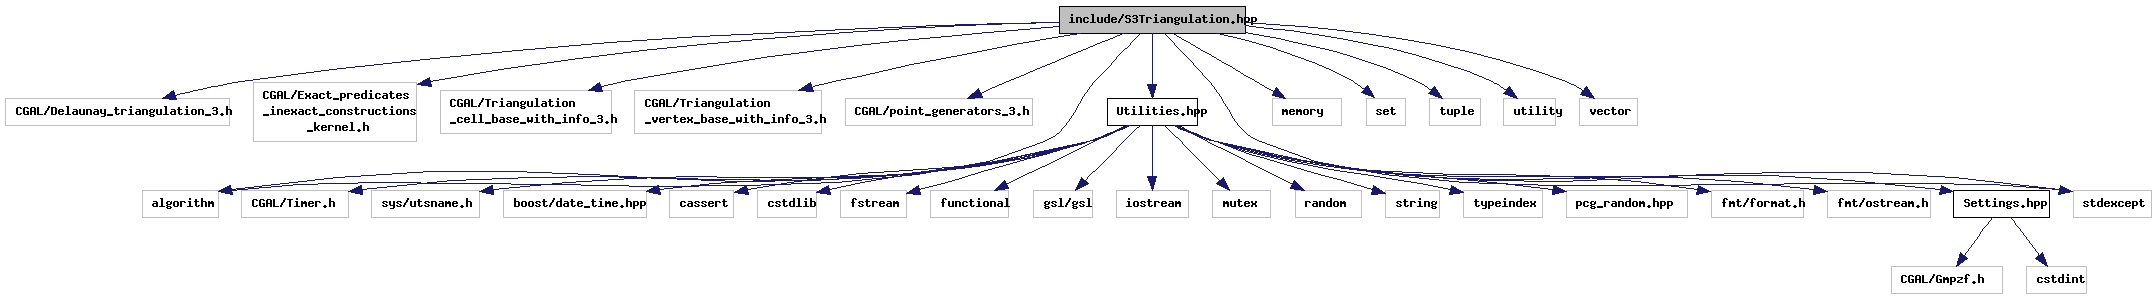 include/S3Triangulation.hpp
CGAL/Delaunay_triangulation_3.h
CGAL/Exact_predicates
_inexact_constructions
_kernel.h
CGAL/Triangulation
_cell_base_with_info_3.h
CGAL/Triangulation
_vertex_base_with_info_3.h
CGAL/point_generators_3.h
Utilities.hpp
memory
set
tuple
utility
vector
algorithm
CGAL/Timer.h
sys/utsname.h
boost/date_time.hpp
cassert
cstdlib
fstream
functional
gsl/gsl
iostream
mutex
random
string
typeindex
pcg_random.hpp
fmt/format.h
fmt/ostream.h
Settings.hpp
stdexcept
CGAL/Gmpzf.h
cstdint